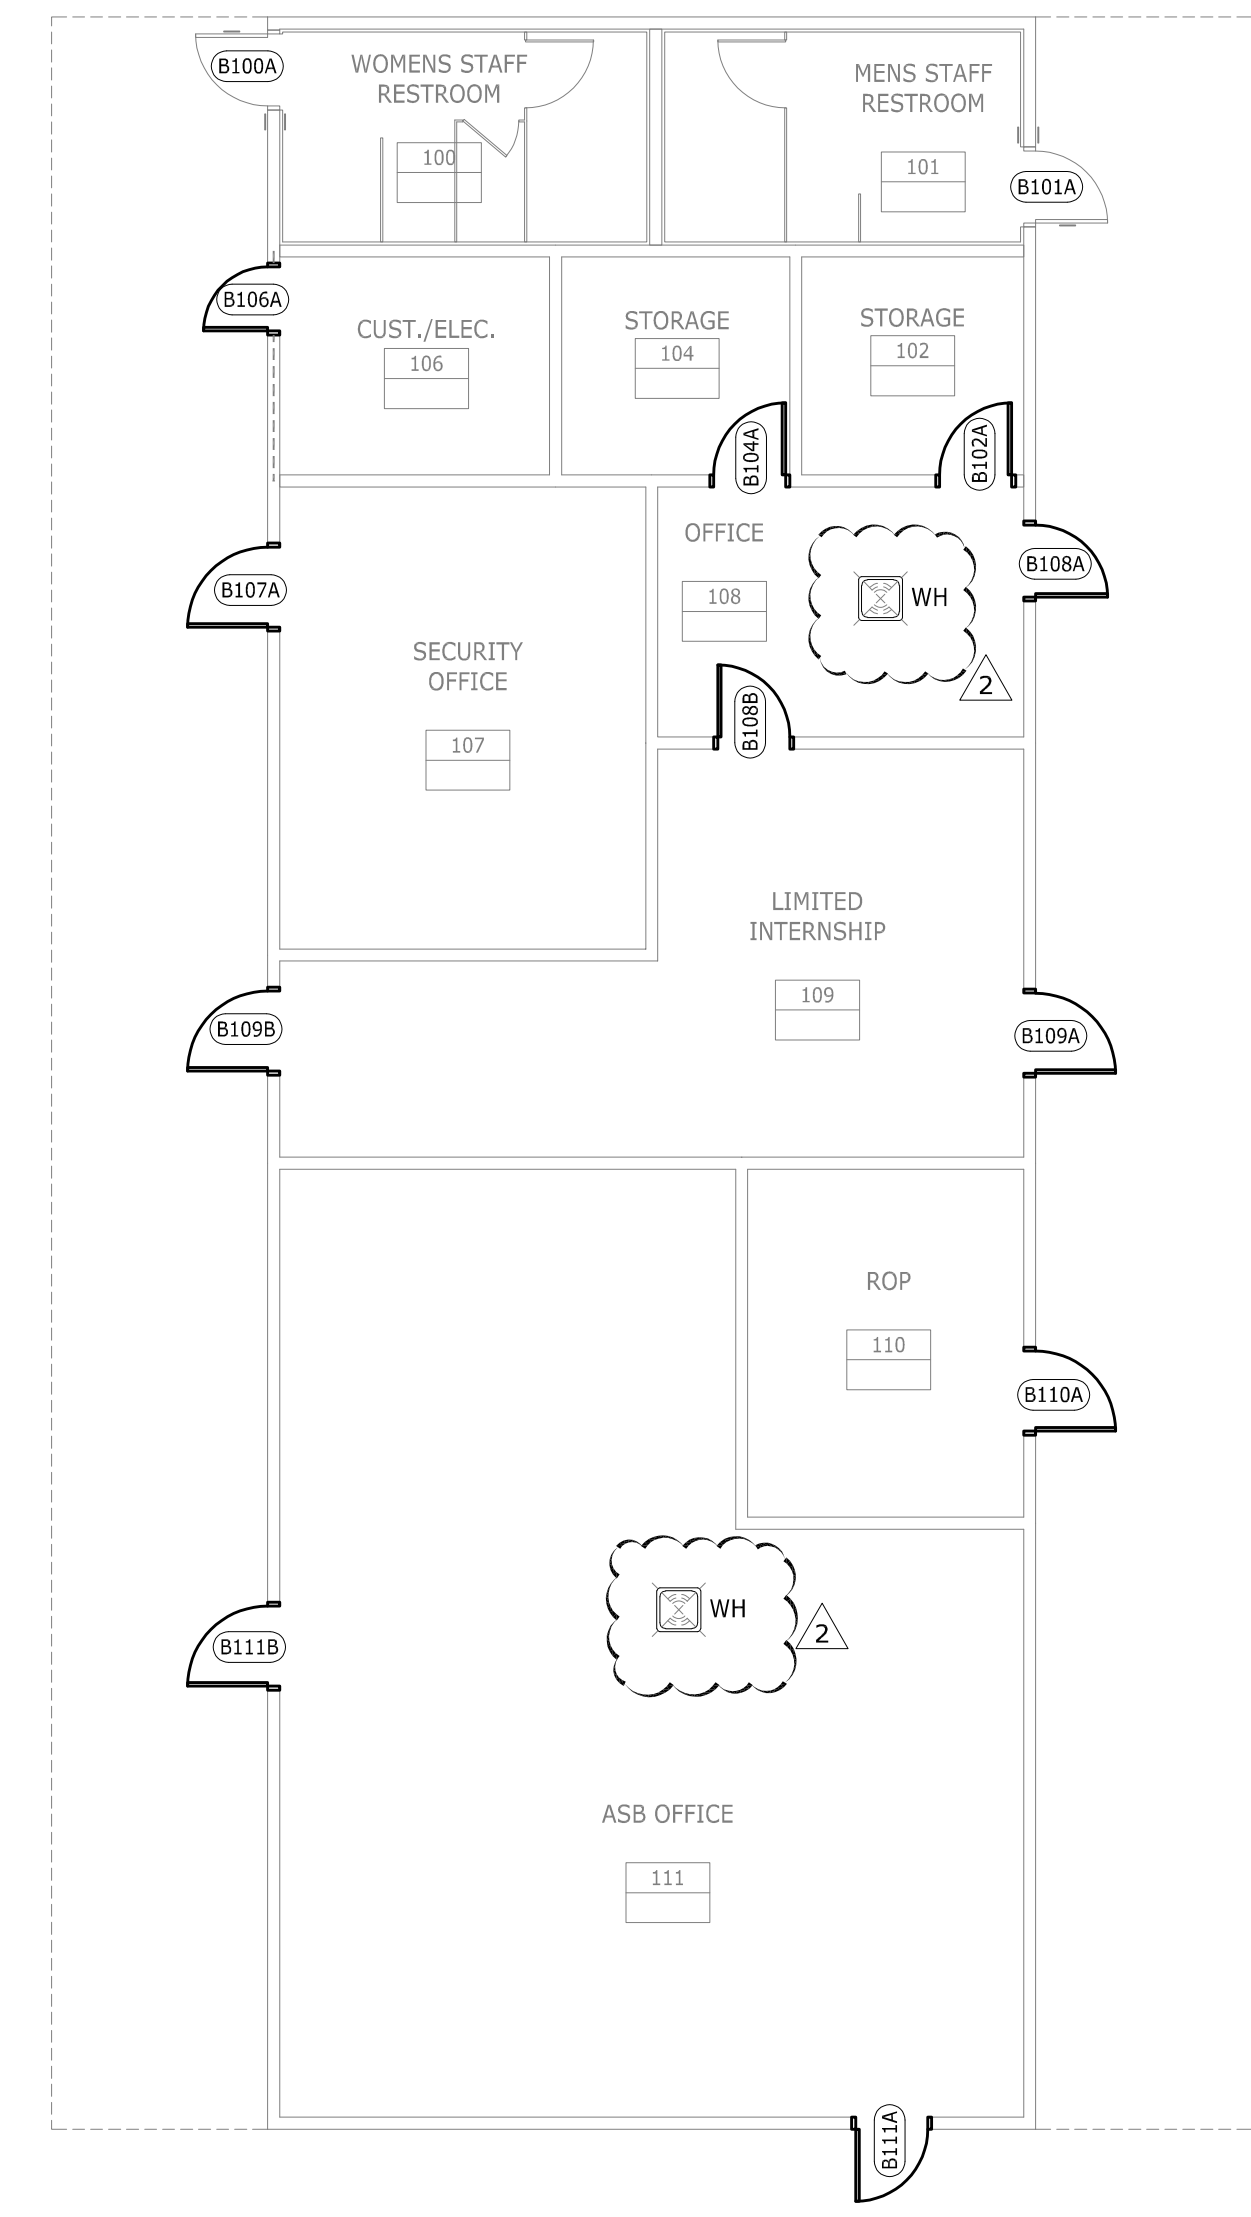 B100A
WOMENS STAFF
RESTROOM
100
MENS STAFF
RESTROOM
101
B101A
B106A
CUST./ELEC.
106
STORAGE
104
B104A
STORAGE
102
B102A
B107A
SECURITY
OFFICE
107
OFFICE
108
WH
2
B108A
B108B
LIMITED
INTERNSHIP
109
B109B
B109A
ROP
110
B110A
WH
2
B111B
ASB OFFICE
111
B111A